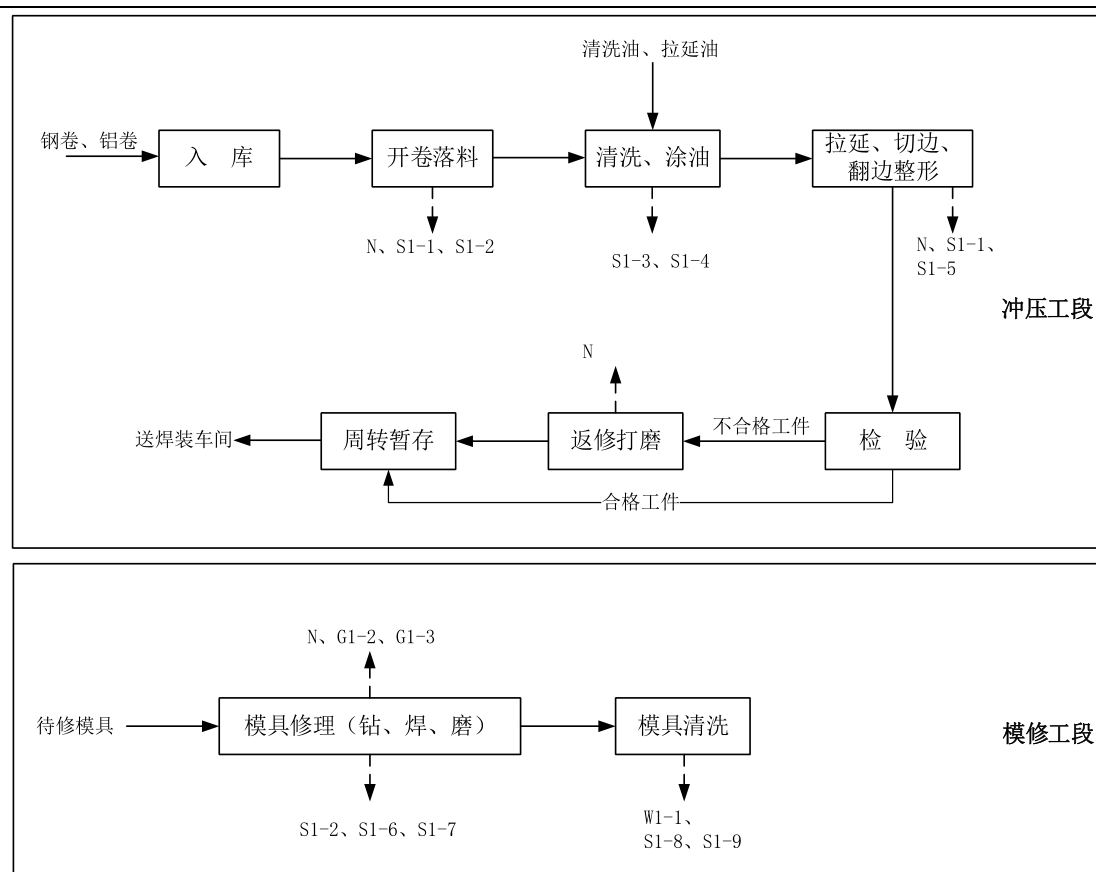 清洗油、拉延油
钢卷、铝卷
入 库
开卷落料
清洗、涂油
拉延、切边、
翻边整形
N、S1-1、S1-2
S1-3、S1-4
N、S1-1、
S1-5
冲压工段
N
送焊装车间
周转暂存
返修打磨
不合格工件
检 验
合格工件
N、G1-2、G1-3
待修模具
模具修理（钻、焊、磨）
模具清洗
模修工段
S1-2、S1-6、S1-7
W1-1、
S1-8、S1-9